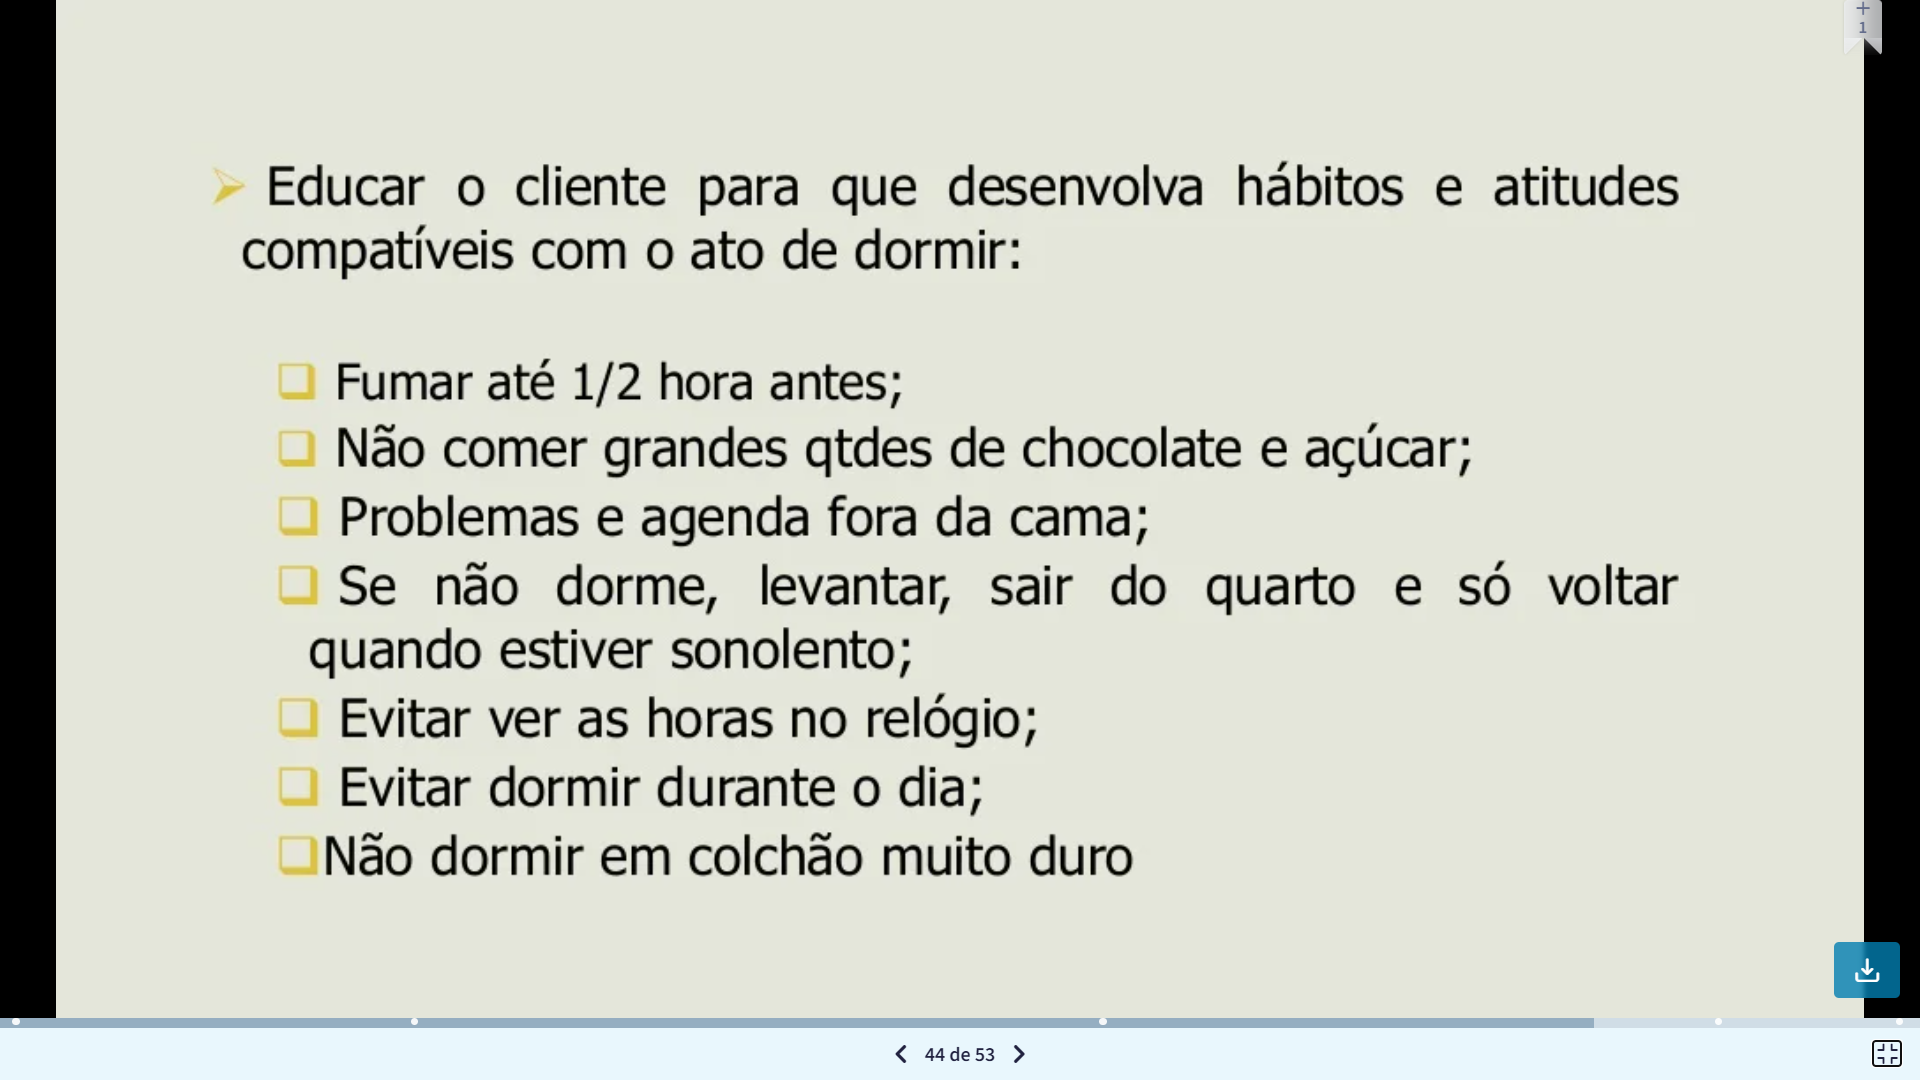 +
1
Educar o cliente para que desenvolva hábitos e atitudes
compatíveis com o ato de dormir:
Fumar até 1/2 hora antes;
Não comer grandes qtdes de chocolate e açúcar;
Problemas e agenda fora da cama;
Se não dorme, levantar, sair do quarto e só voltar
quando estiver sonolento;
Evitar ver as horas no relógio;
Evitar dormir durante o dia;
Não dormir em colchão muito duro
44 de 53